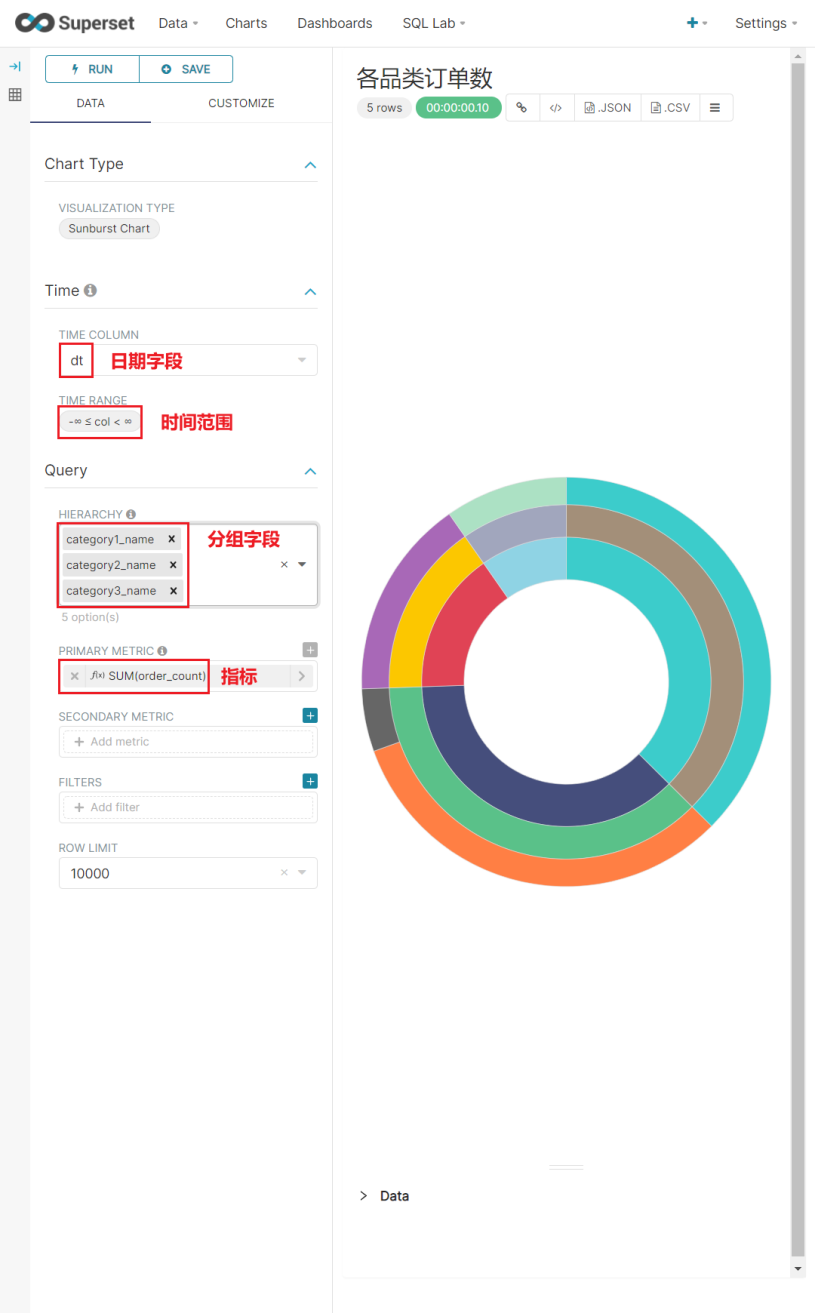 Superset Data Charts Dashboards SQL Lab + Settings
RUN SAVE
DATA CUSTOMIZE
Chart Type
VISUALIZATION TYPE
Sunburst Chart
Time
TIME COLUMN
dt 日期字段
TIME RANGE
-∞ ≤ col < ∞ 时间范围
Query
HIERARCHY
category1_name x 分组字段
category2_name x
category3_name x
5 option(s)
PRIMARY METRIC
f(x) SUM(order_count) 指标
SECONDARY METRIC
+ Add metric
FILTERS
+ Add filter
ROW LIMIT
10000
各品类订单数
5 rows 00:00:00.10 </> .JSON .CSV
> Data